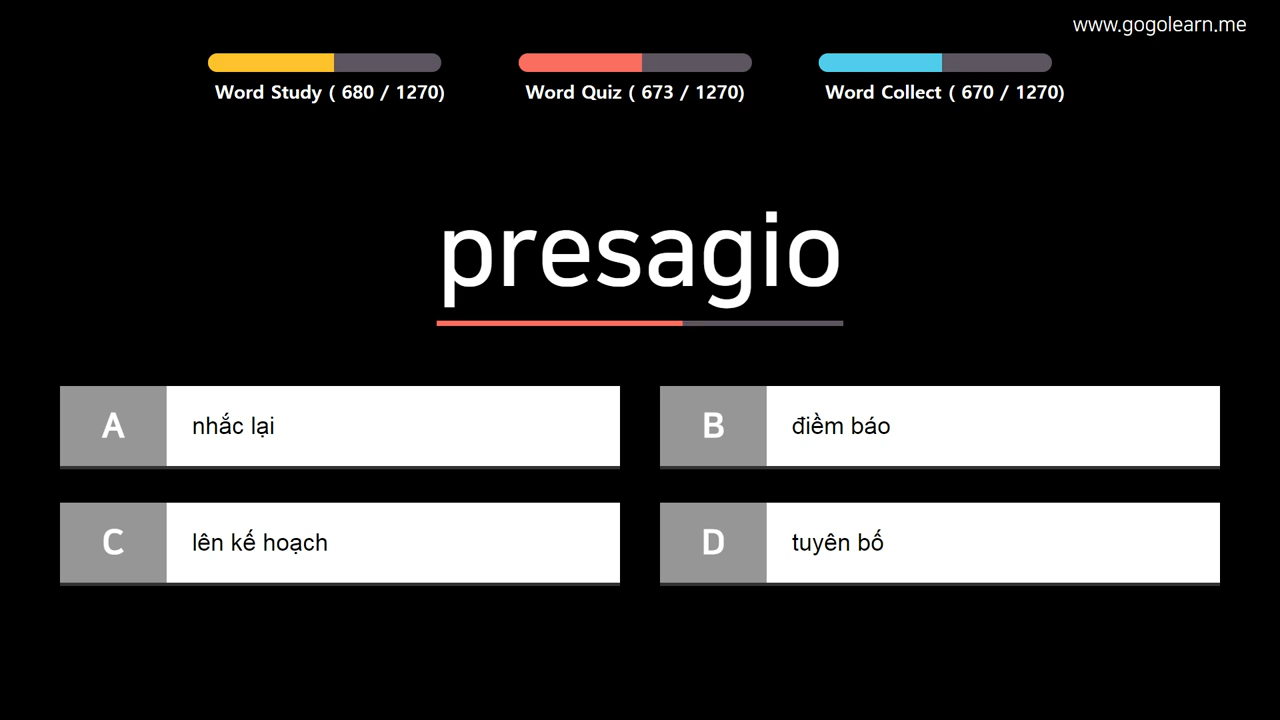 www.gogolearn.me
Word Study ( 680 / 1270)
Word Quiz ( 673 / 1270)
Word Collect ( 670 / 1270)
presagio
A
nhắc lại
B
điềm báo
C
lên kế hoạch
D
tuyên bố